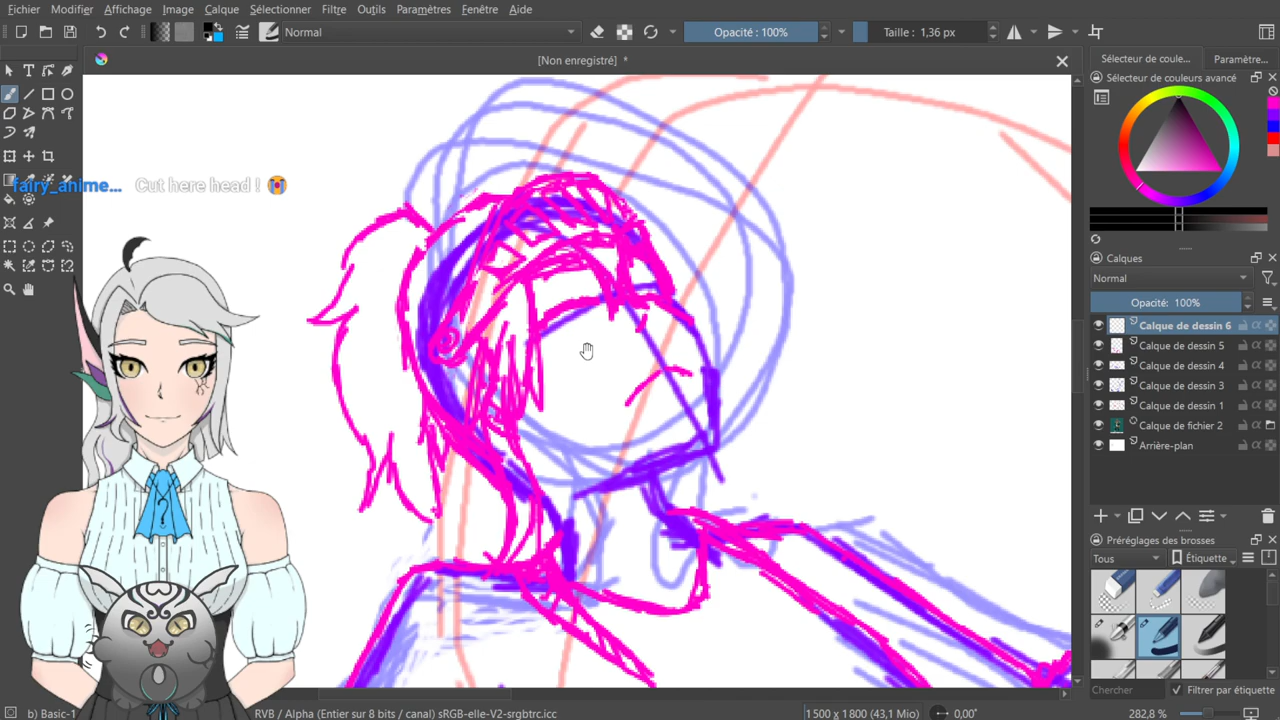 Fichier Modifier Affichage Image Calque Sélectionner Filtre Outils Paramètres Fenêtre Aide
Normal Opacité : 100% Taille : 1,36 px
[Non enregistré] *
Sélecteur de coule... Paramètre...
Sélecteur de couleurs avancé
fairy_anime... Cut here head ! 😭
Calques
Normal
Opacité: 100%
Calque de dessin 6
Calque de dessin 5
Calque de dessin 4
Calque de dessin 3
Calque de dessin 1
Calque de fichier 2
Arrière-plan
Préréglages des brosses
Tous Étiquette
Chercher Filtrer par étiquette
b) Basic-1 RVB / Alpha (Entier sur 8 bits / canal) sRGB-elle-V2-srgbtrc.icc 1 500 x 1 800 (43,1 Mio) 0,00° 282,8 %